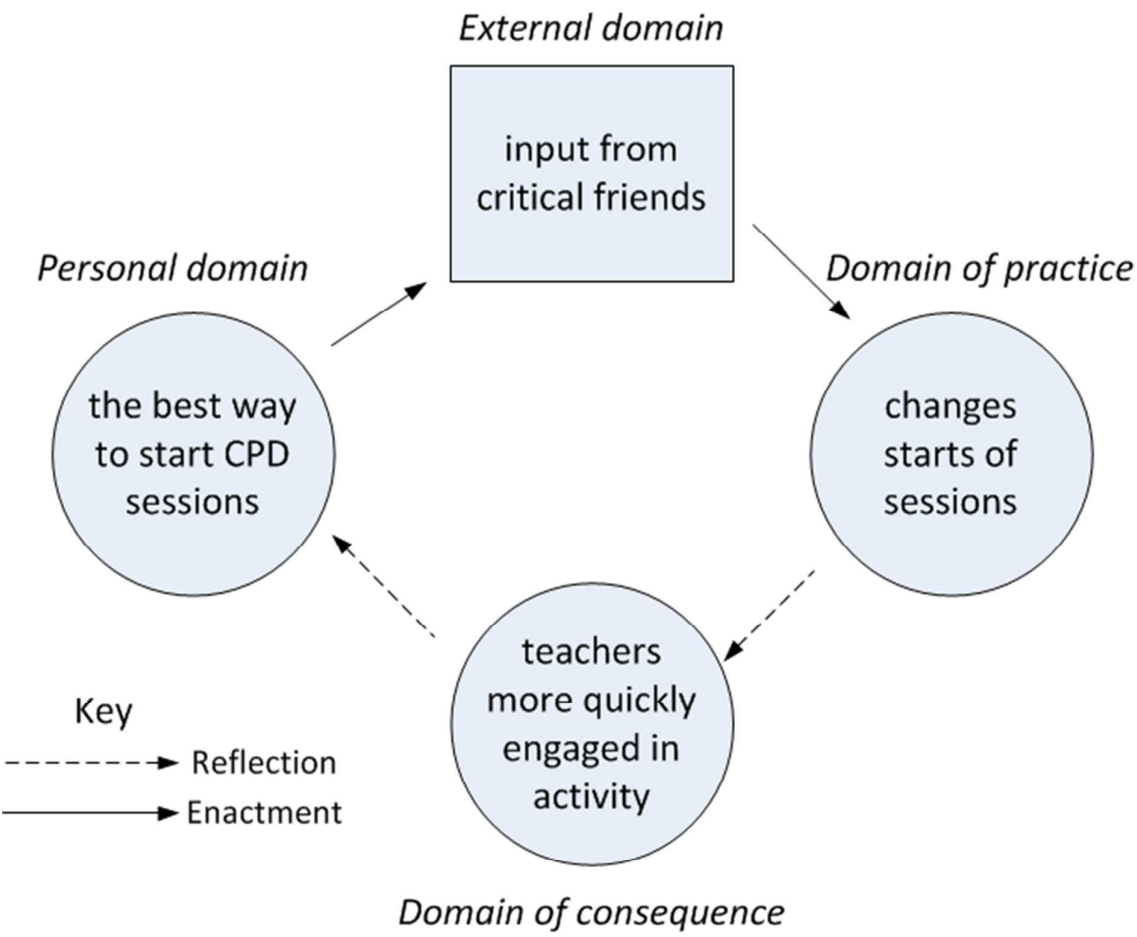 External domain
input from
critical friends
Personal domain
Domain of practice
the best way
to start CPD
sessions
changes
starts of
sessions
teachers
more quickly
engaged in
activity
Key
Reflection
Enactment
Domain of consequence